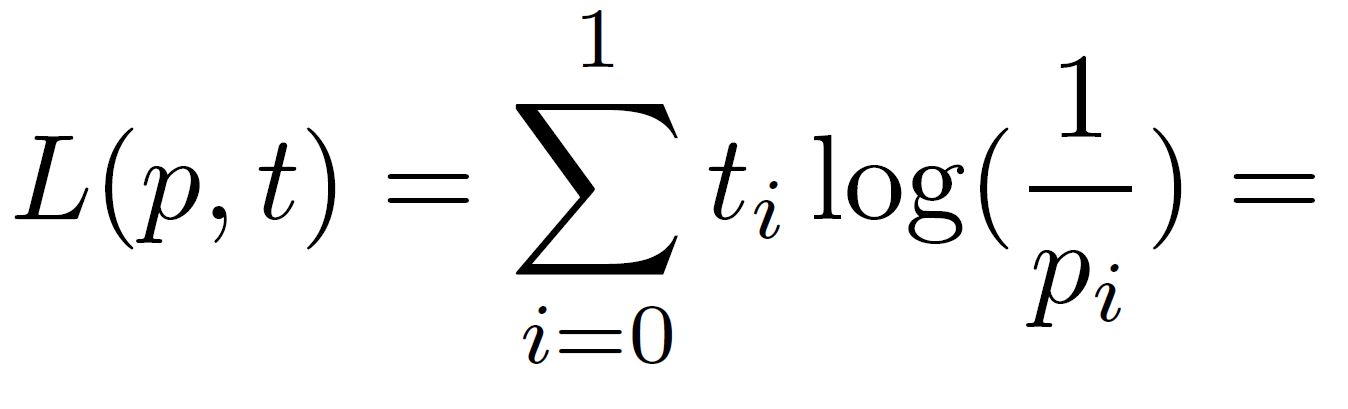 L(p, t) = \sum_{i=0}^{1} t_i \log(\frac{1}{p_i}) =